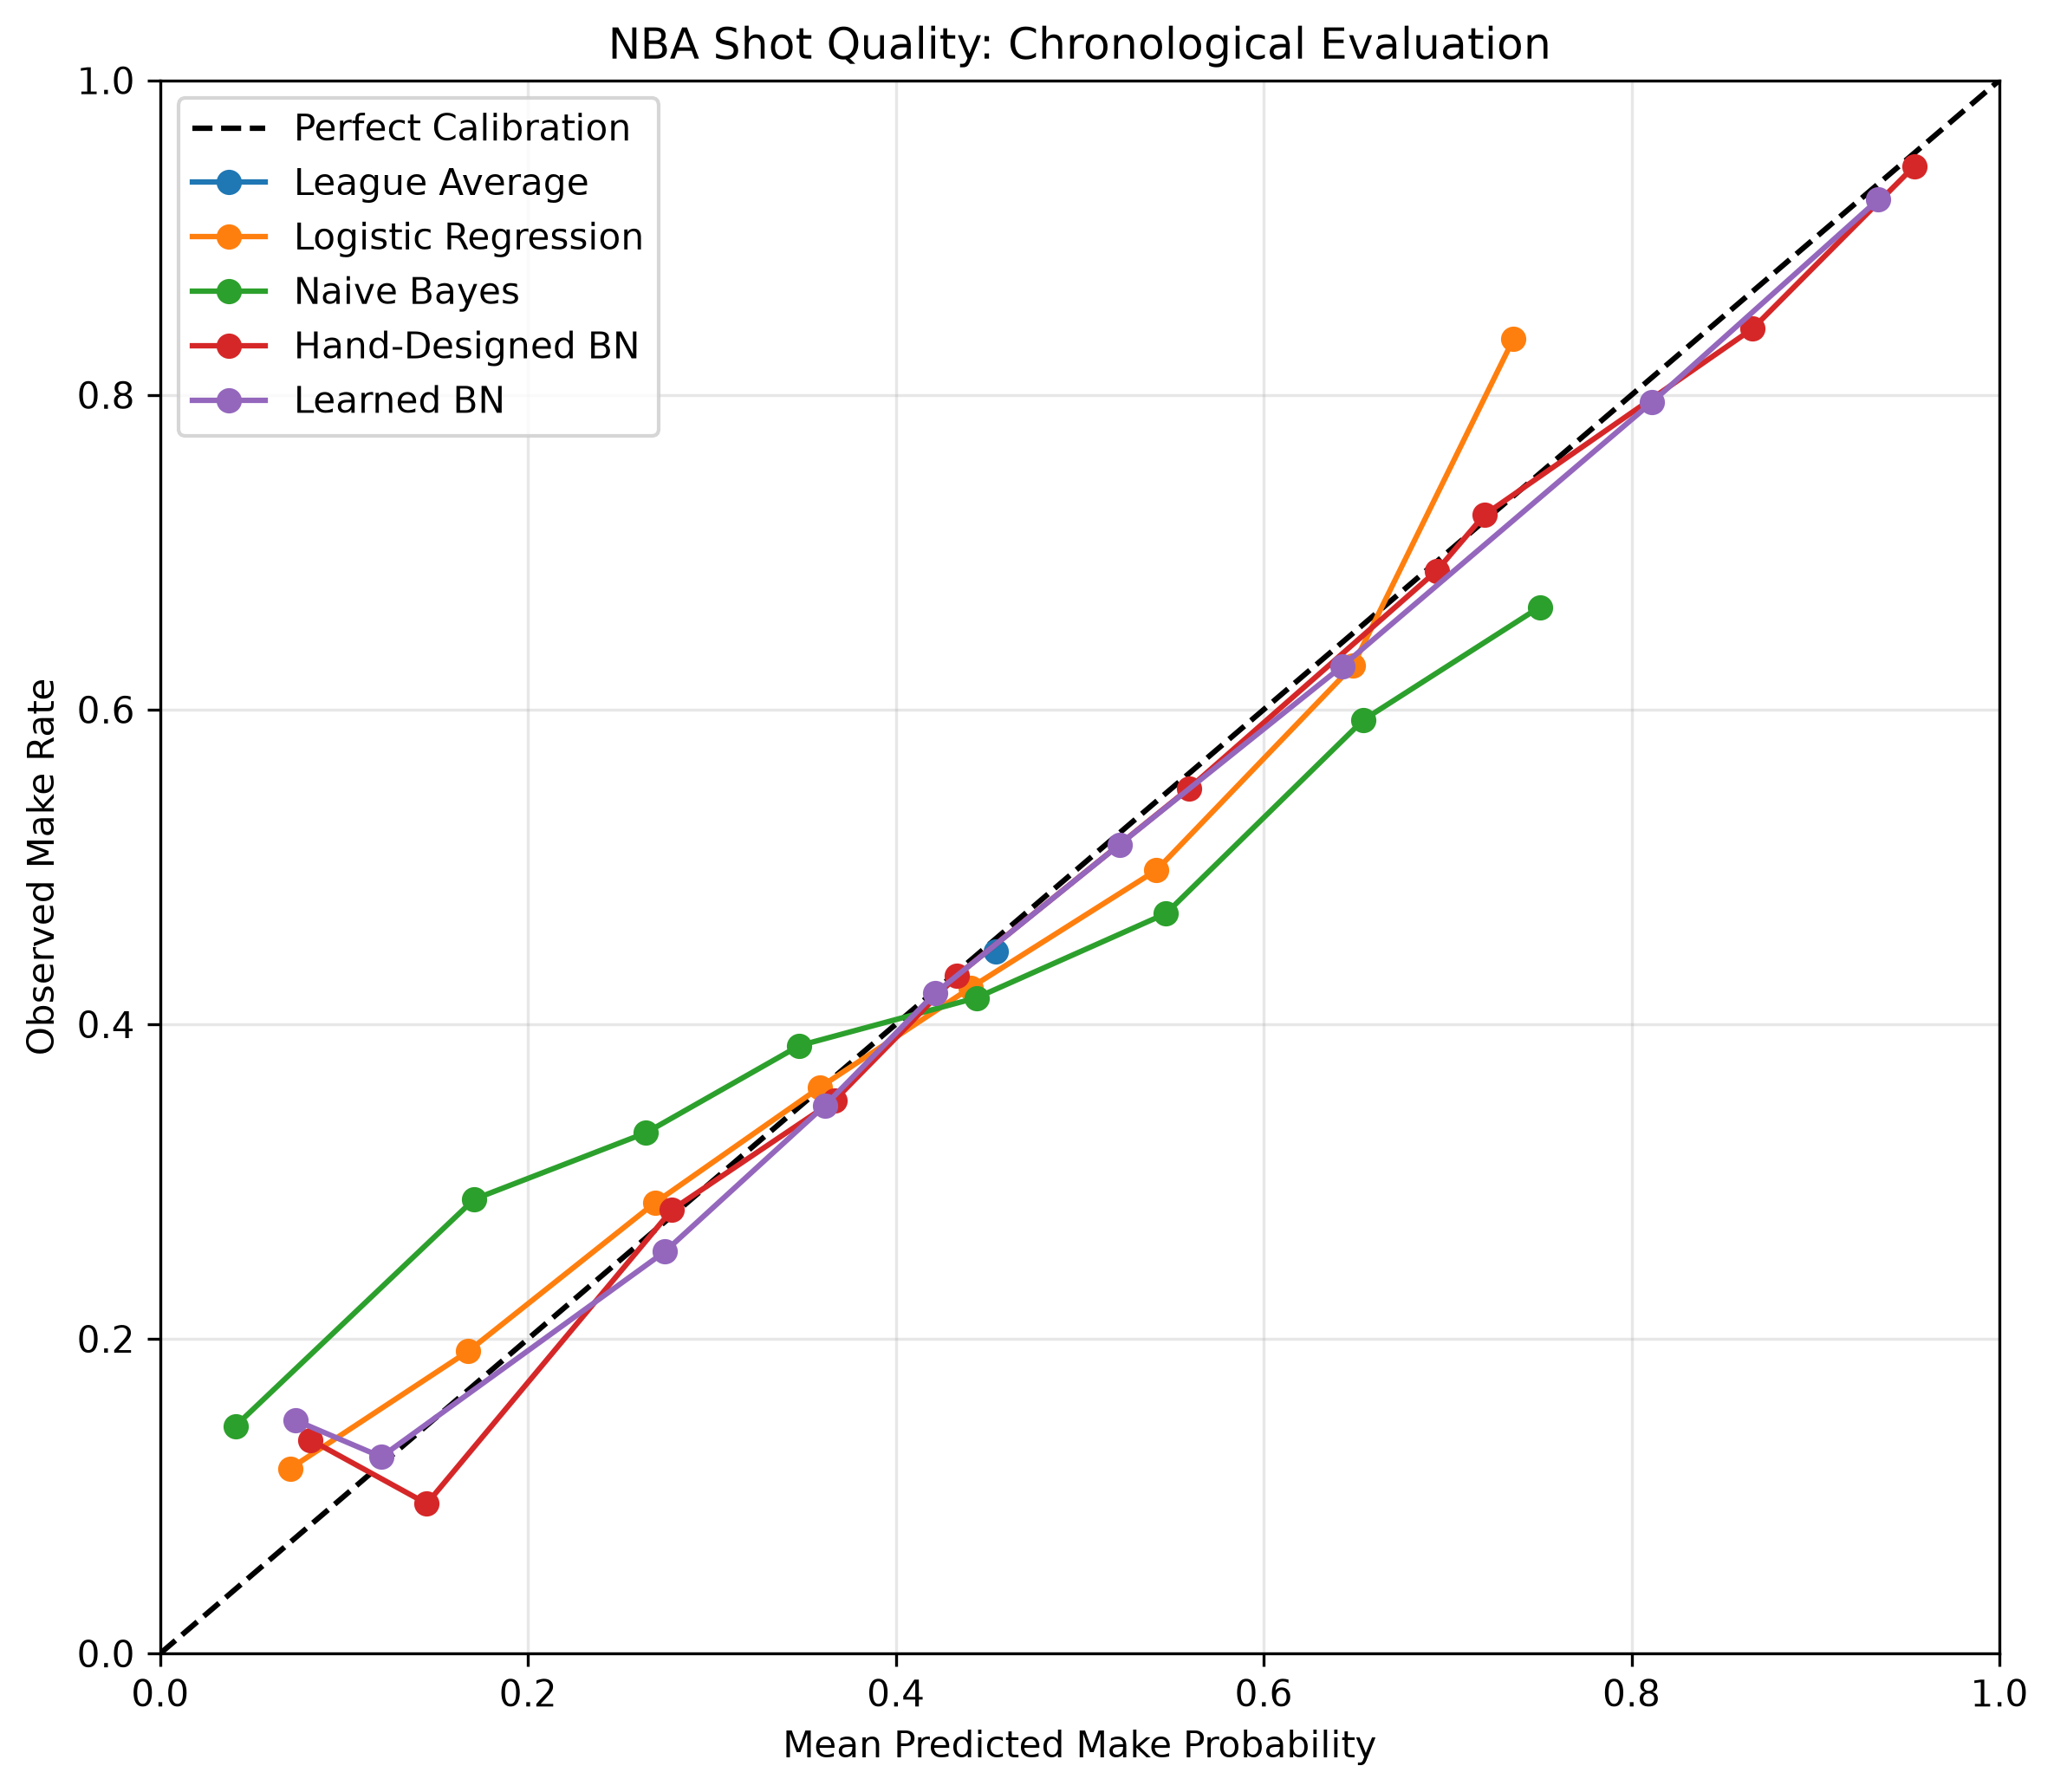 NBA Shot Quality: Chronological Evaluation
1.0
0.8
0.6
0.4
0.2
0.0
Observed Make Rate
Perfect Calibration
League Average
Logistic Regression
Naive Bayes
Hand-Designed BN
Learned BN
0.0 0.2 0.4 0.6 0.8 1.0
Mean Predicted Make Probability